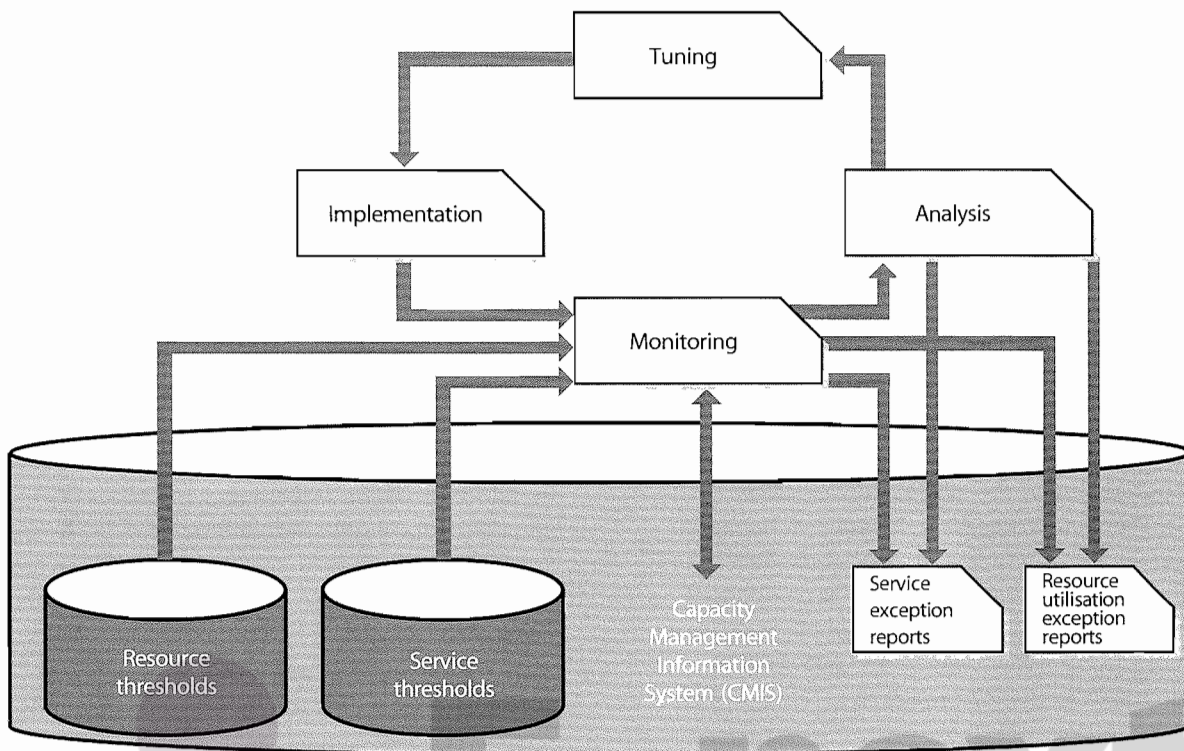 Tuning
Implementation
Analysis
Monitoring
Service
exception
reports
Resource
utilisation
exception
reports
Capacity
Management
Information
System (CMIS)
Resource
thresholds
Service
thresholds